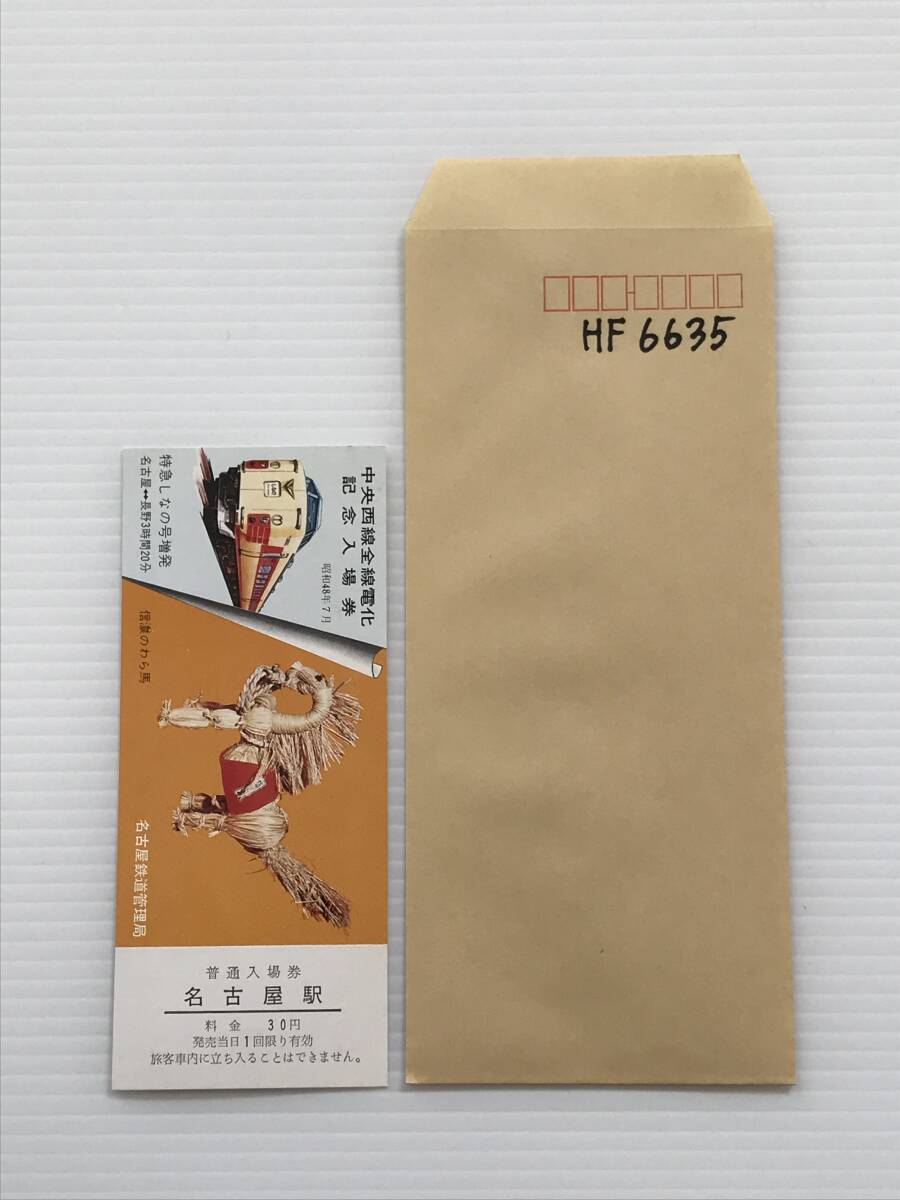 中央西線全線電化
記念入場券
昭和48年7月
特急しなの号増発
名古屋↔長野3時間20分
信濃のわら馬
名古屋鉄道管理局
普通入場券
名古屋駅
料金 30円
発売当日1回限り有効
旅客車内に立ち入ることはできません。
HF 6635